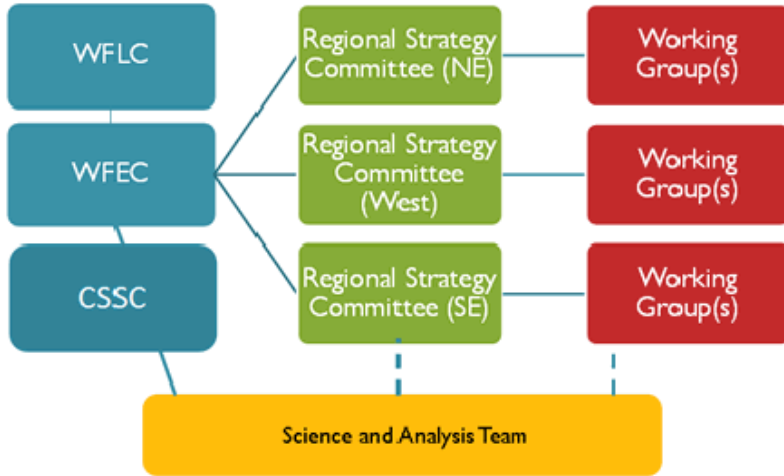 WFLC
Regional Strategy
Committee (NE)
Working
Group(s)
WFEC
Regional Strategy
Committee
(West)
Working
Group(s)
CSSC
Regional Strategy
Committee (SE)
Working
Group(s)
Science and Analysis Team